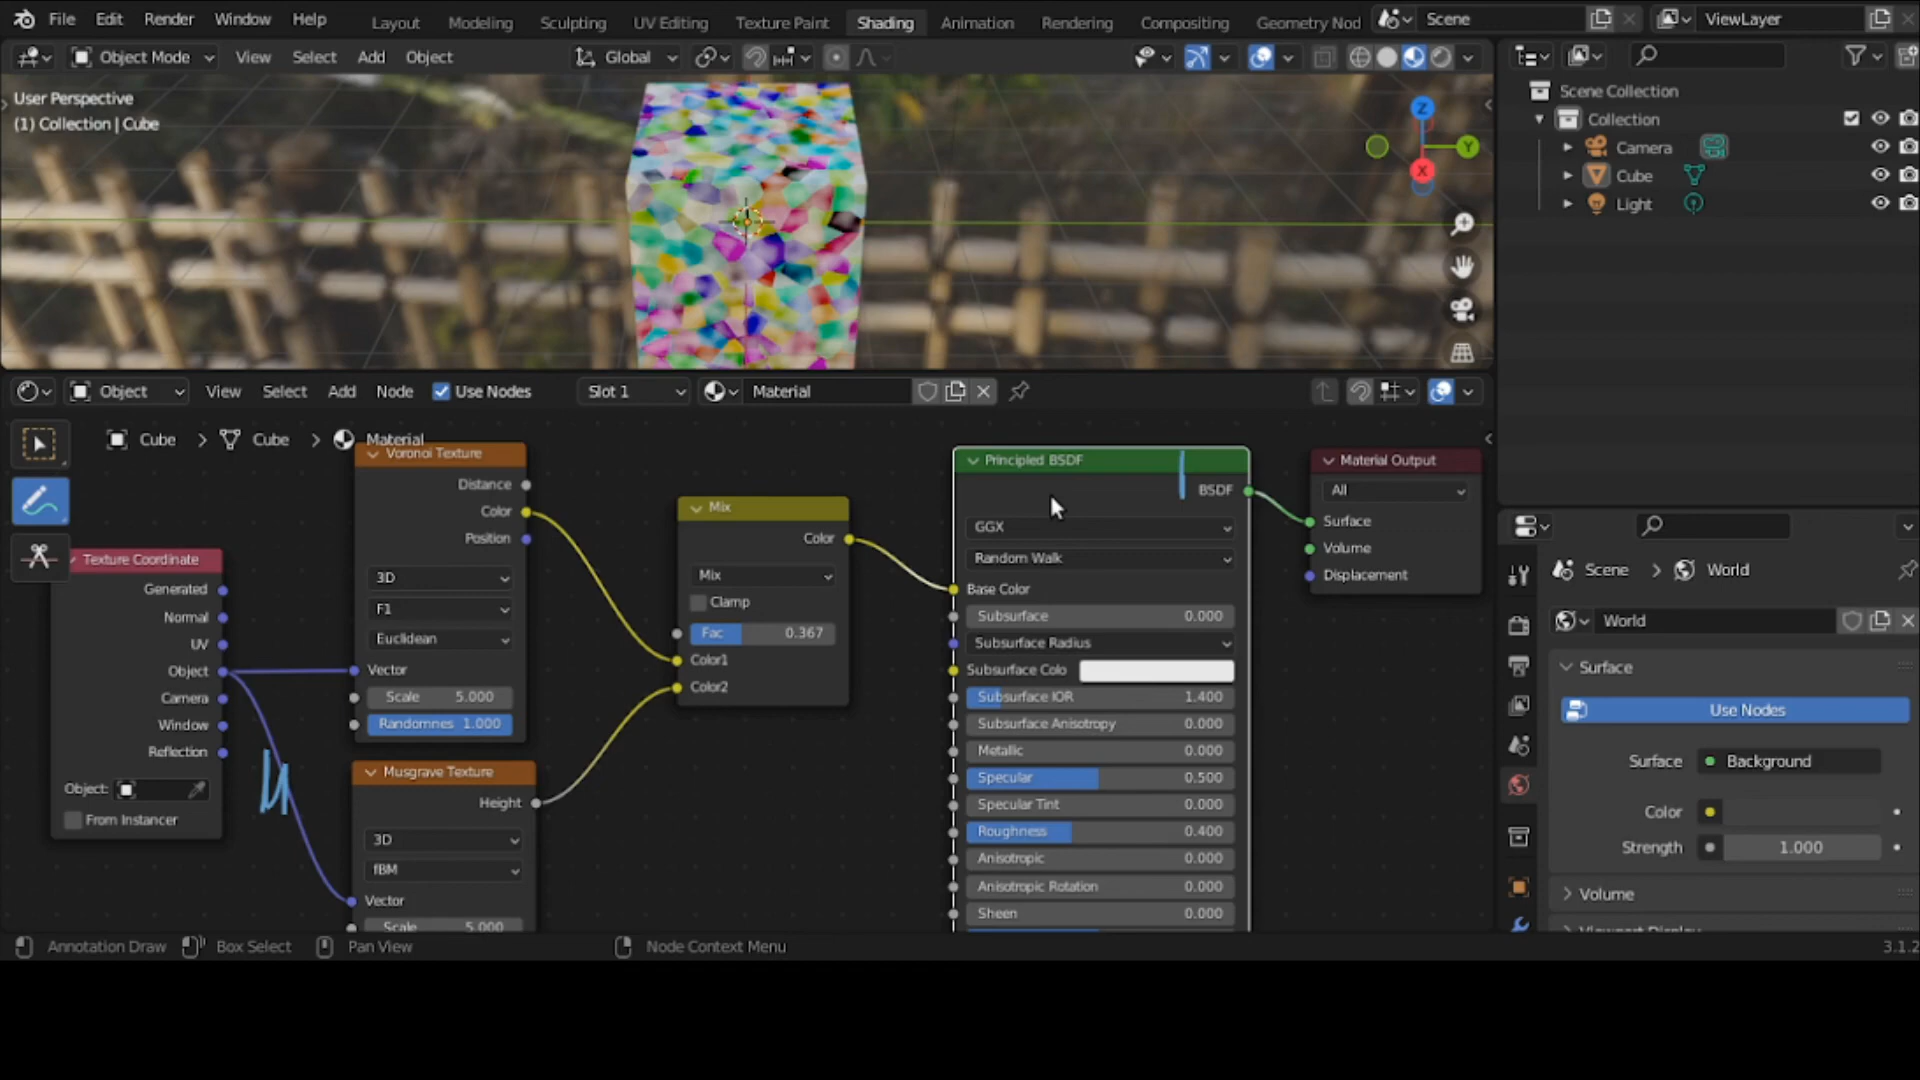 File Edit Render Window Help Layout Modeling Sculpting UV Editing Texture Paint Shading Animation Rendering Compositing Geometry Nod Scene ViewLayer
Object Mode View Select Add Object Global
User Perspective
(1) Collection | Cube
Z
Y
X
Scene Collection
Collection
Camera
Cube
Light
Object View Select Add Node Use Nodes Slot 1 Material
Cube > Cube > Material
Texture Coordinate
Generated
Normal
UV
Object
Camera
Window
Reflection
Object:
From Instancer
Voronoi Texture
Distance
Color
Position
3D
F1
Euclidean
Vector
Scale 5.000
Randomnes 1.000
Musgrave Texture
Height
3D
fBM
Vector
Scale 5.000
Mix
Color
Mix
Clamp
Fac 0.367
Color1
Color2
Principled BSDF
BSDF
GGX
Random Walk
Base Color
Subsurface 0.000
Subsurface Radius
Subsurface Colo
Subsurface IOR 1.400
Subsurface Anisotropy 0.000
Metallic 0.000
Specular 0.500
Specular Tint 0.000
Roughness 0.400
Anisotropic 0.000
Anisotropic Rotation 0.000
Sheen 0.000
Material Output
All
Surface
Volume
Displacement
Scene > World
World
Surface
Use Nodes
Surface Background
Color
Strength 1.000
Volume
Viewport Display
Annotation Draw Box Select Pan View Node Context Menu 3.1.2